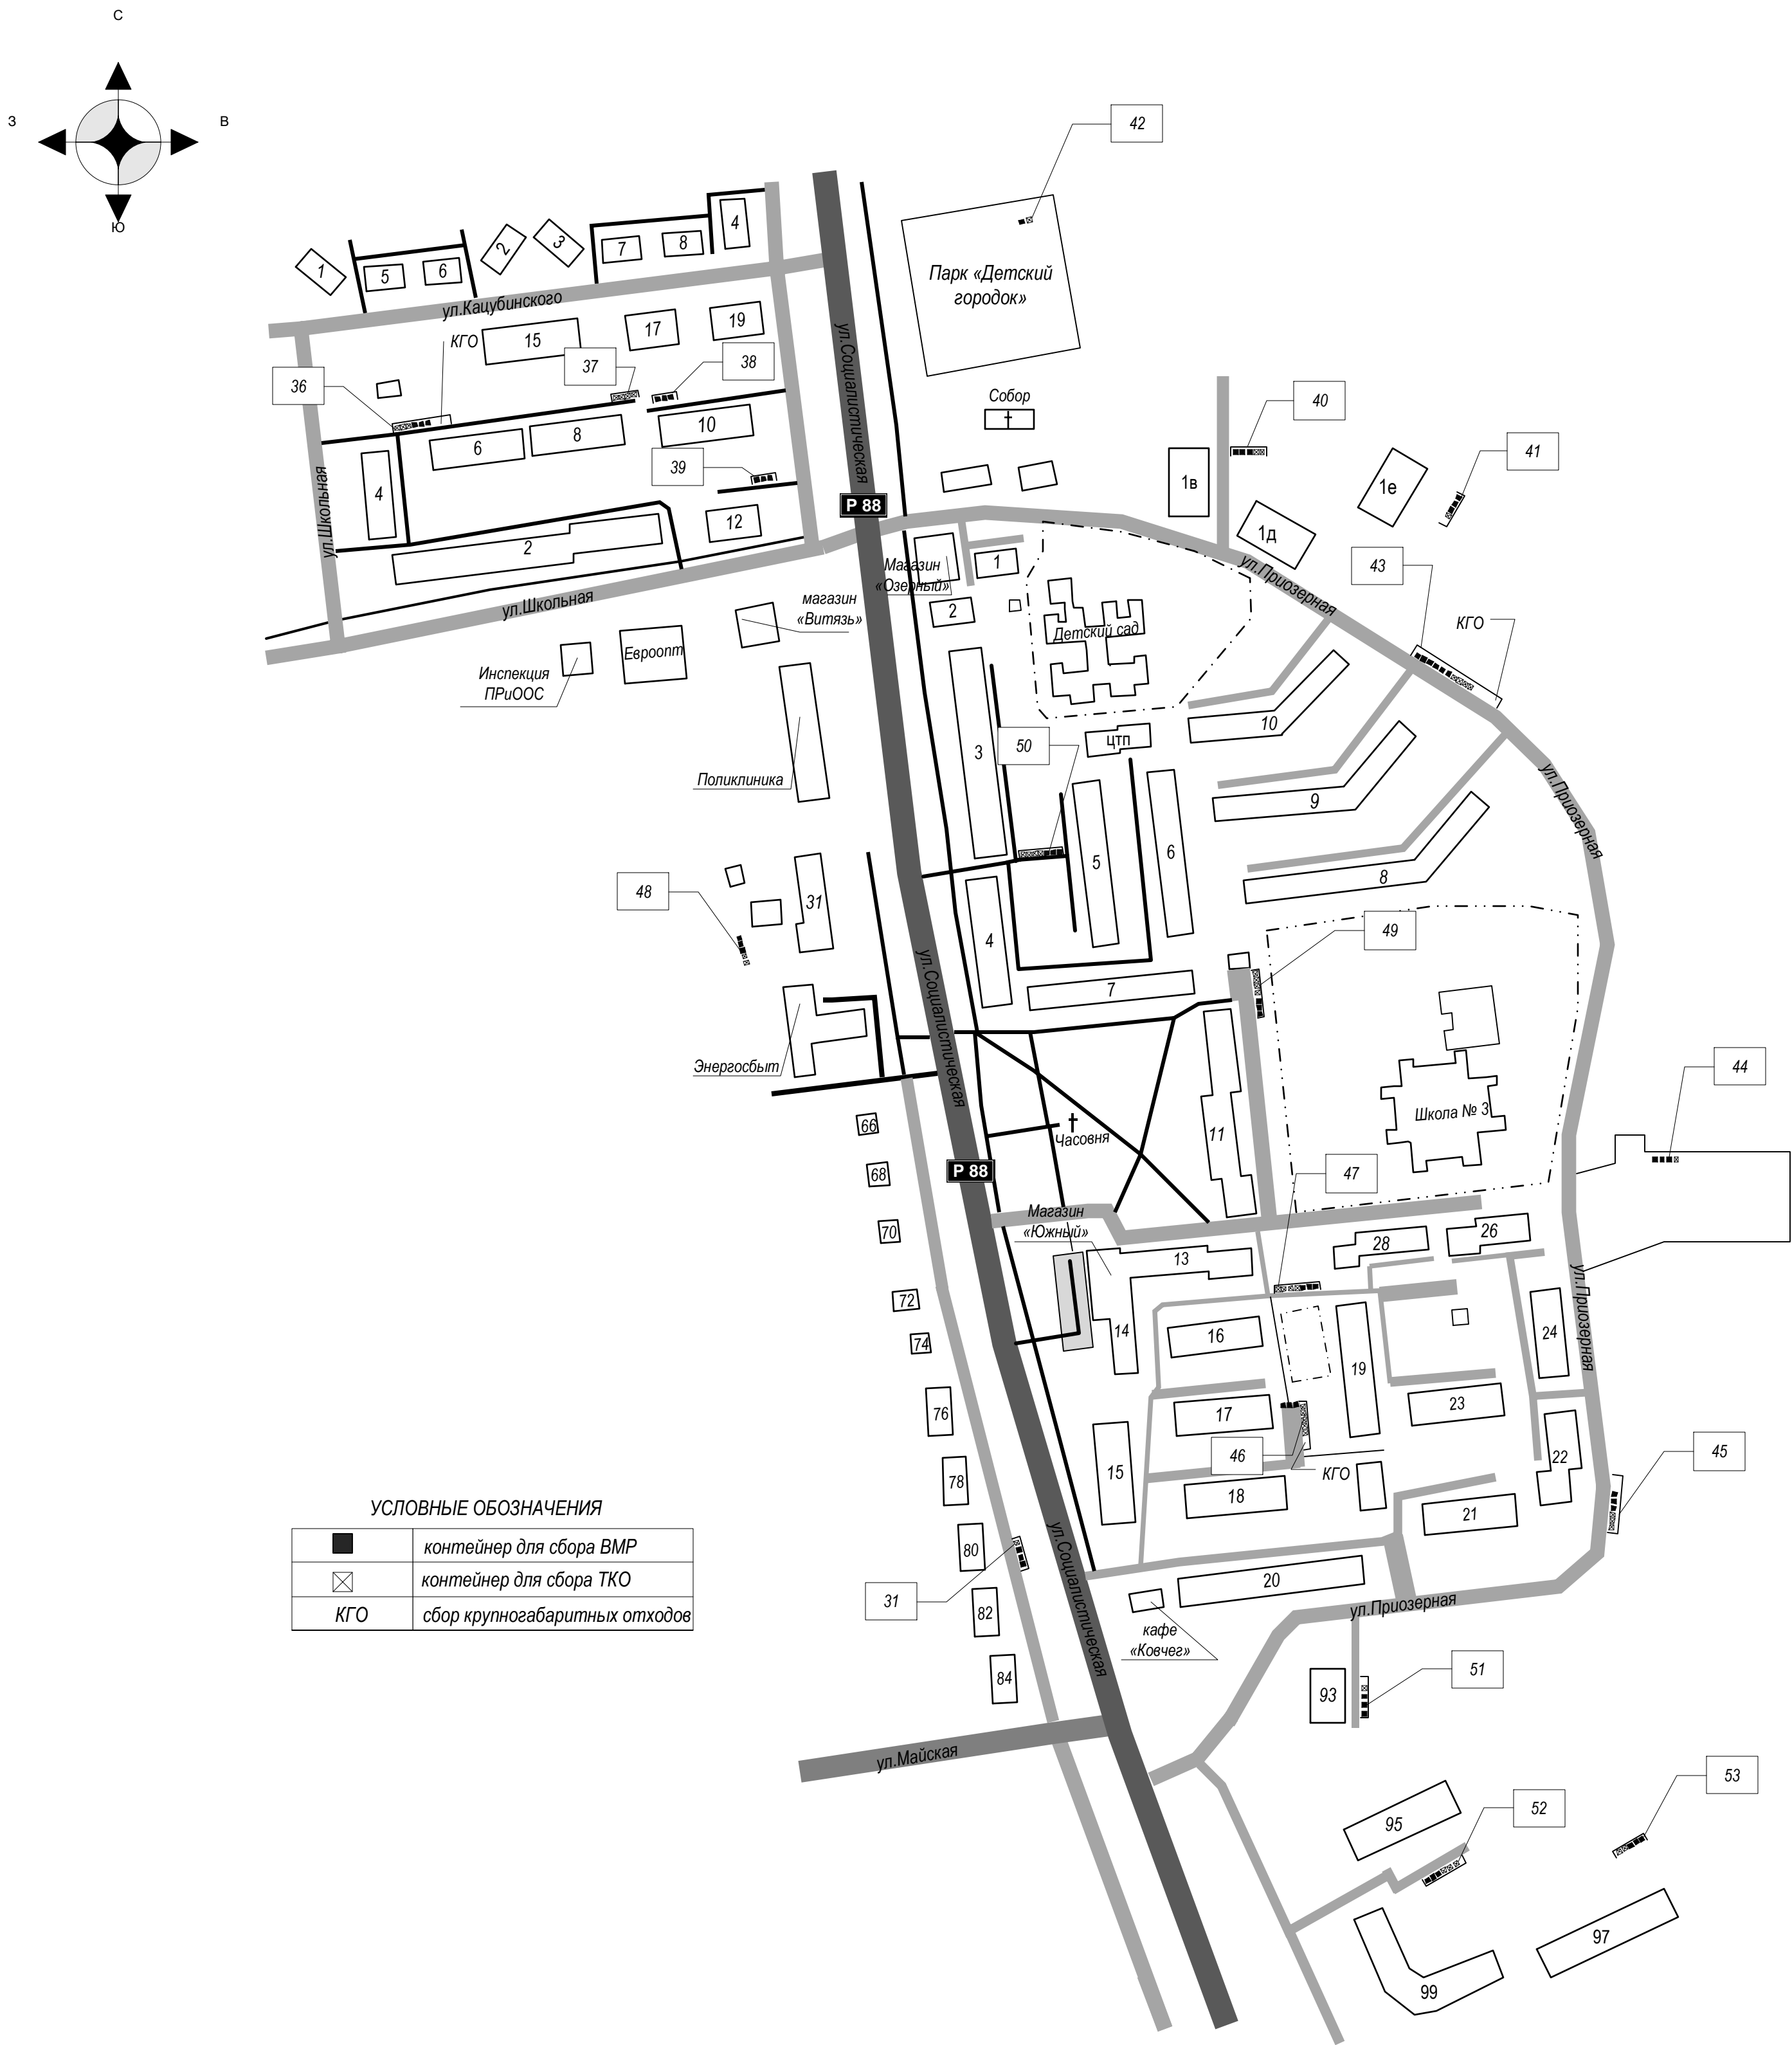 С
З
В
Ю
42
4
7
8
3
2
1
5
6
ул.Кацубинского
Парк «Детский
городок»
КГО
15
17
19
37
38
36
ул.Социалистическая
Собор
40
6
8
10
4
39
41
1в
1е
ул.Школьная
Р 88
12
2
1д
Магазин
«Озерный»
1
43
ул.Приозерная
ул.Школьная
магазин
«Витязь»
2
Детский сад
КГО
Евроопт
Инспекция
ПРиООС
10
3
50
цтп
Поликлиника
9
ул.Приозерная
5
6
8
48
31
4
49
7
ул.Социалистическая
Энергосбыт
44
66
Часовня
11
Школа № 3
68
Р 88
47
70
Магазин
«Южный»
13
28
26
72
74
14
16
19
24
ул.Приозерная
76
17
23
46
КГО
45
15
22
78
18
21
УСЛОВНЫЕ ОБОЗНАЧЕНИЯ
контейнер для сбора ВМР
контейнер для сбора ТКО
КГО
сбор крупногабаритных отходов
80
31
20
82
ул.Социалистическая
ул.Приозерная
кафе
«Ковчег»
84
93
51
ул.Майская
53
52
95
97
99